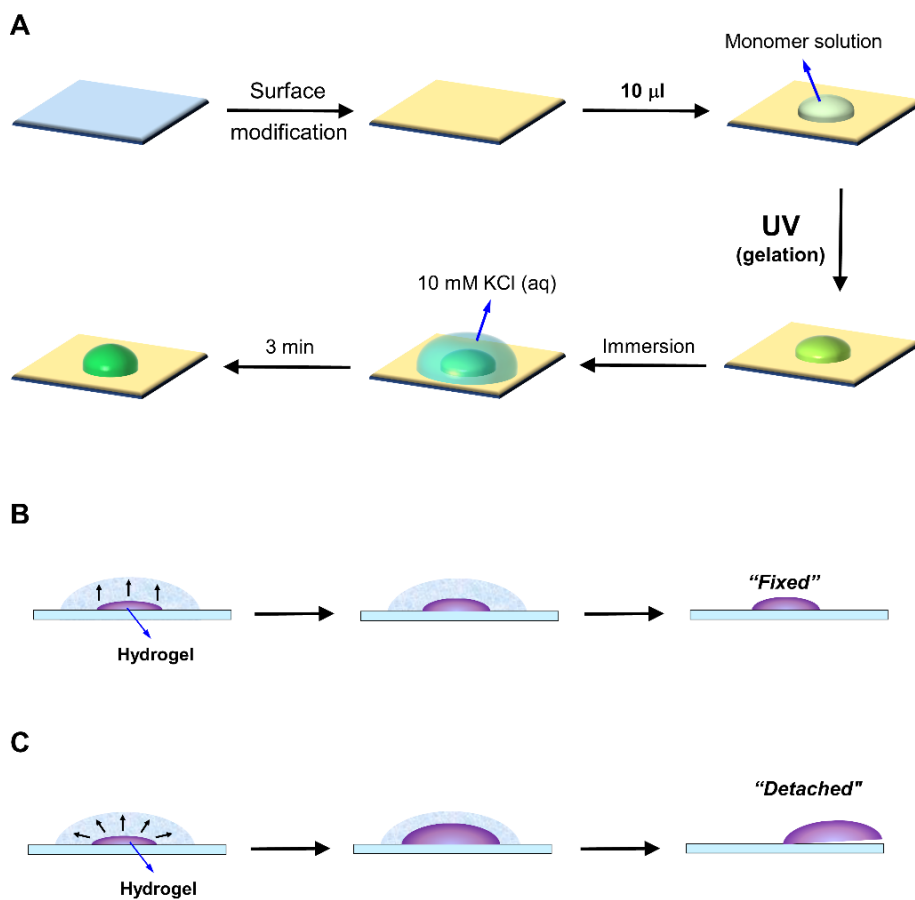 A
Monomer solution
Surface
modification
10 µl
UV
(gelation)
10 mM KCl (aq)
3 min
Immersion
B
"Fixed"
Hydrogel
C
"Detached"
Hydrogel